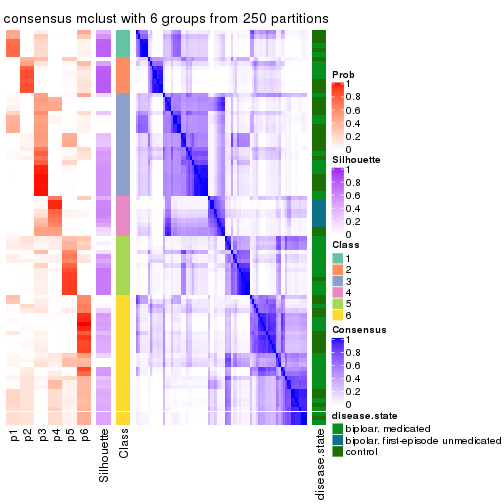 consensus mclust with 6 groups from 250 partitions
Prob
1
0.8
0.6
0.4
0.2
0
Silhouette
1
0.8
0.6
0.4
0.2
0
Class
1
2
3
4
5
6
Consensus
1
0.8
0.6
0.4
0.2
0
disease.state
biploar. medicated
bipolar. first-episode unmedicated
control
p1
p2
p3
p4
p5
p6
Silhouette
Class
disease.state